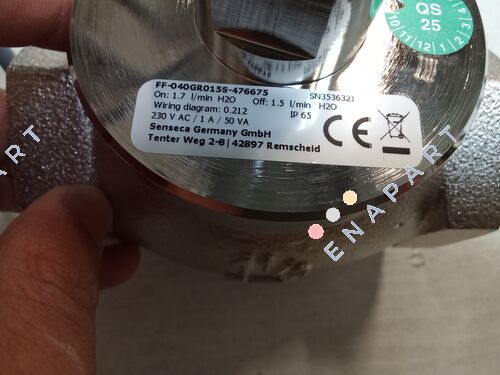 QS
25
10 11 12 1 2 3 4
FF-040GR015S-476675
SN3536321
On: 1.7 l/min H2O Off: 1.5 l/min H2O
Wiring diagram: 0.212 IP 65
230 V AC / 1 A / 50 VA
Senseca Germany GmbH
Tenter Weg 2-8 | 42897 Remscheid
CE
ENAPART
ENAPART